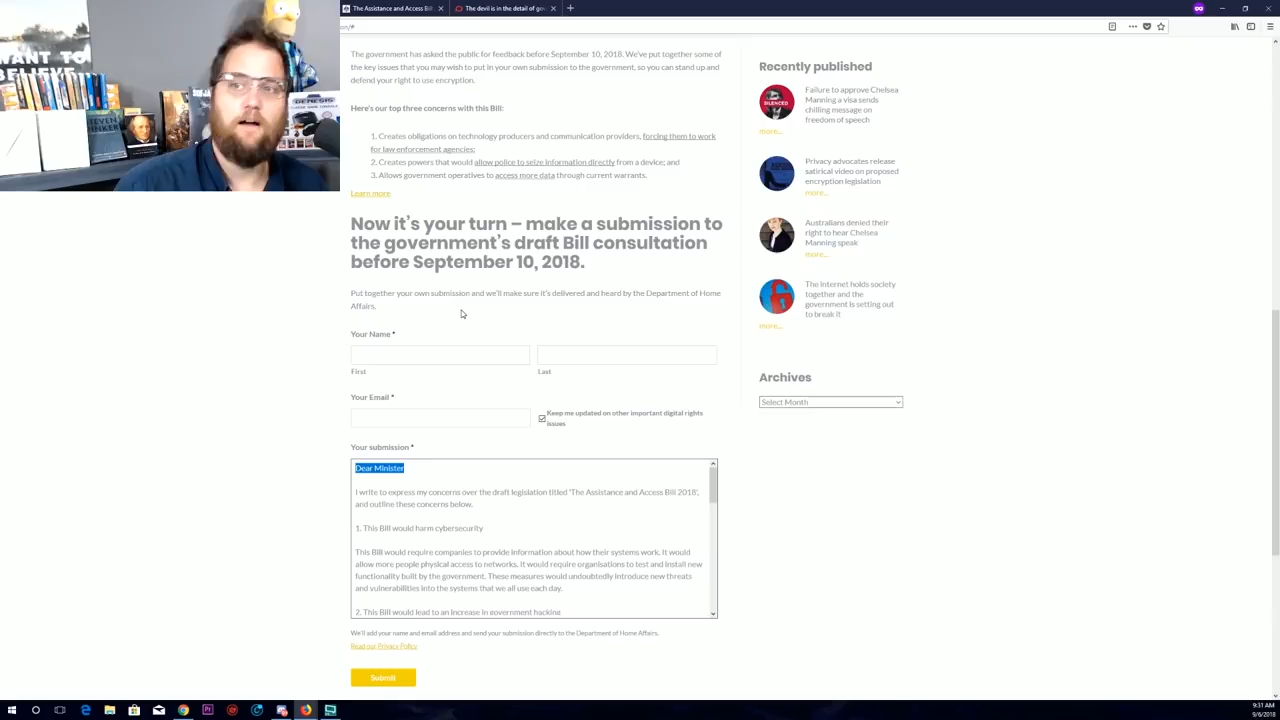 The Assistance and Access Bill
The devil is in the detail of gov
on/#
WANT TO
BELIEVE
STEVEN
PINKER
GENESIS
The government has asked the public for feedback before September 10, 2018. We've put together some of
the key issues that you may wish to put in your own submission to the government, so you can stand up and
defend your right to use encryption.
Here's our top three concerns with this Bill:
1. Creates obligations on technology producers and communication providers, forcing them to work
for law enforcement agencies;
2. Creates powers that would allow police to seize information directly from a device; and
3. Allows government operatives to access more data through current warrants.
Learn more
Now it's your turn – make a submission to
the government's draft Bill consultation
before September 10, 2018.
Put together your own submission and we'll make sure it's delivered and heard by the Department of Home
Affairs.
Your Name *
First
Last
Your Email *
Keep me updated on other important digital rights
issues
Your submission *
Dear Minister
I write to express my concerns over the draft legislation titled 'The Assistance and Access Bill 2018',
and outline these concerns below.
1. This Bill would harm cybersecurity
This Bill would require companies to provide information about how their systems work. It would
allow more people physical access to networks. It would require organisations to test and install new
functionality built by the government. These measures would undoubtedly introduce new threats
and vulnerabilities into the systems that we all use each day.
2. This Bill would lead to an increase in government hacking
We'll add your name and email address and send your submission directly to the Department of Home Affairs.
Read our Privacy Policy
Submit
Recently published
SILENCED
Failure to approve Chelsea
Manning a visa sends
chilling message on
freedom of speech
more...
Privacy advocates release
satirical video on proposed
encryption legislation
more...
Australians denied their
right to hear Chelsea
Manning speak
more...
The internet holds society
together and the
government is setting out
to break it
more...
Archives
Select Month
9:31 AM
9/6/2018